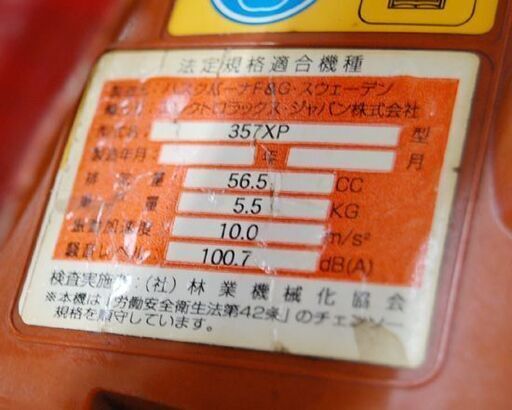 法定規格適合機種
製造元:ハスクバーナF&G・スウェーデン
エレクトロラックス・ジャパン株式会社
型式名 357XP 型
製造年月 年 月
排気量 56.5 CC
重量 5.5 KG
振動加速度 10.0 m/s²
騒音レベル 100.7 dB(A)
検査実施者:(社)林業機械化協会
※本機は「労働安全衛生法第42条」のチェンソー
規格を順守しています。